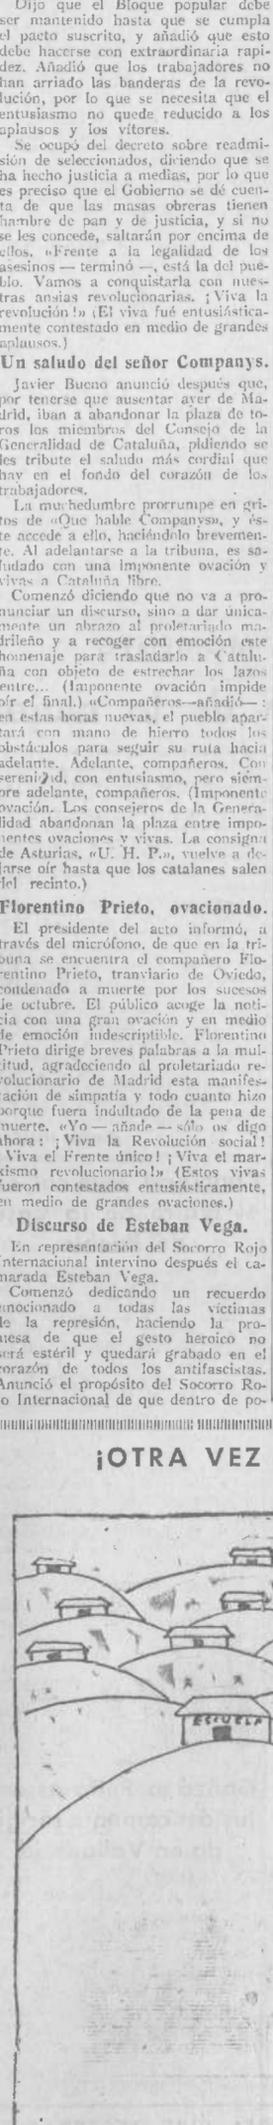 Dijo que el Bloque popular debe
ser mantenido hasta que se cumpla
el pacto suscrito, y añadió que esto
debe hacerse con extraordinaria rapi-
dez. Añadió que los trabajadores no
han arriado las banderas de la revo-
lución, por lo que se necesita que el
entusiasmo no quede reducido a los
aplausos y los vítores.
Se ocupó del decreto sobre readmi-
sión de seleccionados, diciendo que se
ha hecho justicia a medias, por lo que
es preciso que el Gobierno se dé cuen-
ta de que las masas obreras tienen
hambre de pan y de justicia, y si no
se les concede, saltarán por encima de
ellos. «Frente a la legalidad de los
asesinos — terminó —, está la del pue-
blo. Vamos a conquistarla con nues-
tras ansias revolucionarias. ¡Viva la
revolución!» (El viva fué entusiástica-
mente contestado en medio de grandes
aplausos.)
Un saludo del señor Companys.
Javier Bueno anunció después que,
por tenerse que ausentar ayer de Ma-
drid, iban a abandonar la plaza de to-
ros los miembros del Consejo de la
Generalidad de Cataluña, pidiendo se
les tribute el saludo más cordial que
hay en el fondo del corazón de los
trabajadores.
La muchedumbre prorrumpe en gri-
tos de «Que hable Companys», y és-
te accede a ello, haciéndolo brevemen-
te. Al adelantarse a la tribuna, es sa-
ludado con una imponente ovación y
vivas a Cataluña libre.
Comenzó diciendo que no va a pro-
nunciar un discurso, sino a dar única-
mente un abrazo al proletariado ma-
drileño y a recoger con emoción este
homenaje para trasladarlo a Catalu-
ña con objeto de estrechar los lazos
entre... (Imponente ovación impide
oír el final.) «Compañeros—añadió— :
en estas horas nuevas, el pueblo apar-
tará con mano de hierro todos los
obstáculos para seguir su ruta hacia
adelante. Adelante, compañeros. Con
serenidad, con entusiasmo, pero siem-
pre adelante, compañeros. (Imponente
ovación. Los consejeros de la Genera-
lidad abandonan la plaza entre impo-
nentes ovaciones y vivas. La consigna
de Asturias, «U. H. P.», vuelve a de-
jarse oír hasta que los catalanes salen
del recinto.)
Florentino Prieto, ovacionado.
El presidente del acto informó, a
través del micrófono, de que en la tri-
buna se encuentra el compañero Flo-
rentino Prieto, tranviario de Oviedo,
condenado a muerte por los sucesos
de octubre. El público acoge la noti-
cia con una gran ovación y en medio
de emoción indescriptible. Florentino
Prieto dirige breves palabras a la mul-
titud, agradeciendo al proletariado re-
volucionario de Madrid esta manifes-
tación de simpatía y todo cuanto hizo
porque fuera indultado de la pena de
muerte. «Yo — añade — sólo os digo
ahora: ¡Viva la Revolución social!
¡Viva el Frente único! ¡Viva el mar-
xismo revolucionario!» (Estos vivas
fueron contestados entusiásticamente,
en medio de grandes ovaciones.)
Discurso de Esteban Vega.
En representación del Socorro Rojo
Internacional intervino después el ca-
marada Esteban Vega.
Comenzó dedicando un recuerdo
emocionado a todas las víctimas
de la represión, haciendo la pro-
mesa de que el gesto heroico no
será estéril y quedará grabado en el
corazón de todos los antifascistas.
Anunció el propósito del Socorro Ro-
jo Internacional de que dentro de po-
¡OTRA VEZ
ESCUELA